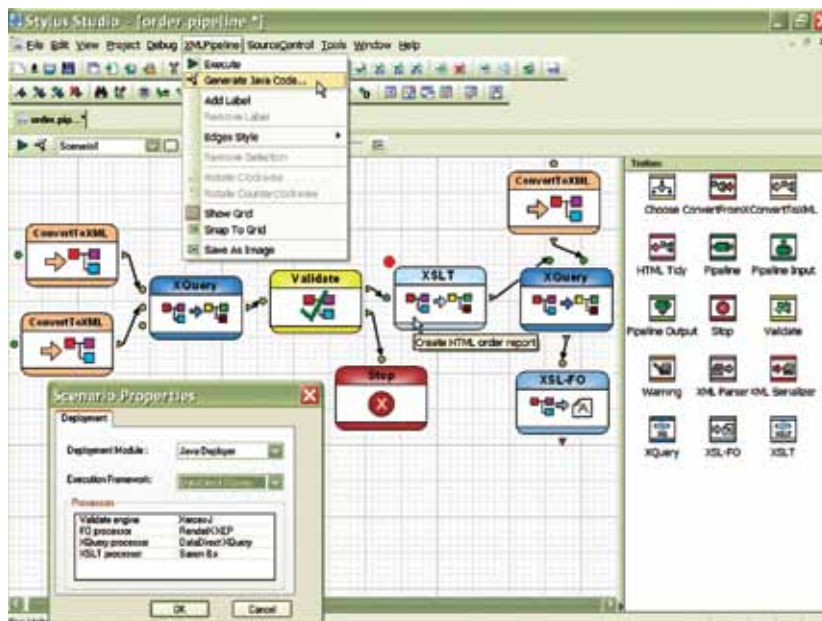 Stylus Studio - [order pipeline *]
File Edit View Project Debug XMLPipeline SourceControl Tools Window Help
Execute
Generate Java Code...
Add Label
Remove Label
Edges Style
Remove Selection
Rotate Clockwise
Rotate Counterclockwise
Show Grid
Snap To Grid
Save As Image
order.pip...*
Scenario1
ConvertToXML
ConvertToXML
XQuery
Validate
XSLT
Create HTML order report
Stop
ConvertToXML
XQuery
XSL-FO
Toolbox
Choose ConvertFromX ConvertToXML
HTML Tidy Pipeline Pipeline Input
Pipeline Output Stop Validate
Warning XML Parser XML Serializer
XQuery XSL-FO XSLT
Scenario Properties
Deployment
Deployment Module: Java Deployer
Execution Framework:
Processors
Validate engine Xerces-J
FO processor RenderX XEP
XQuery processor DataDirect XQuery
XSLT processor Saxon 8.x
OK Cancel